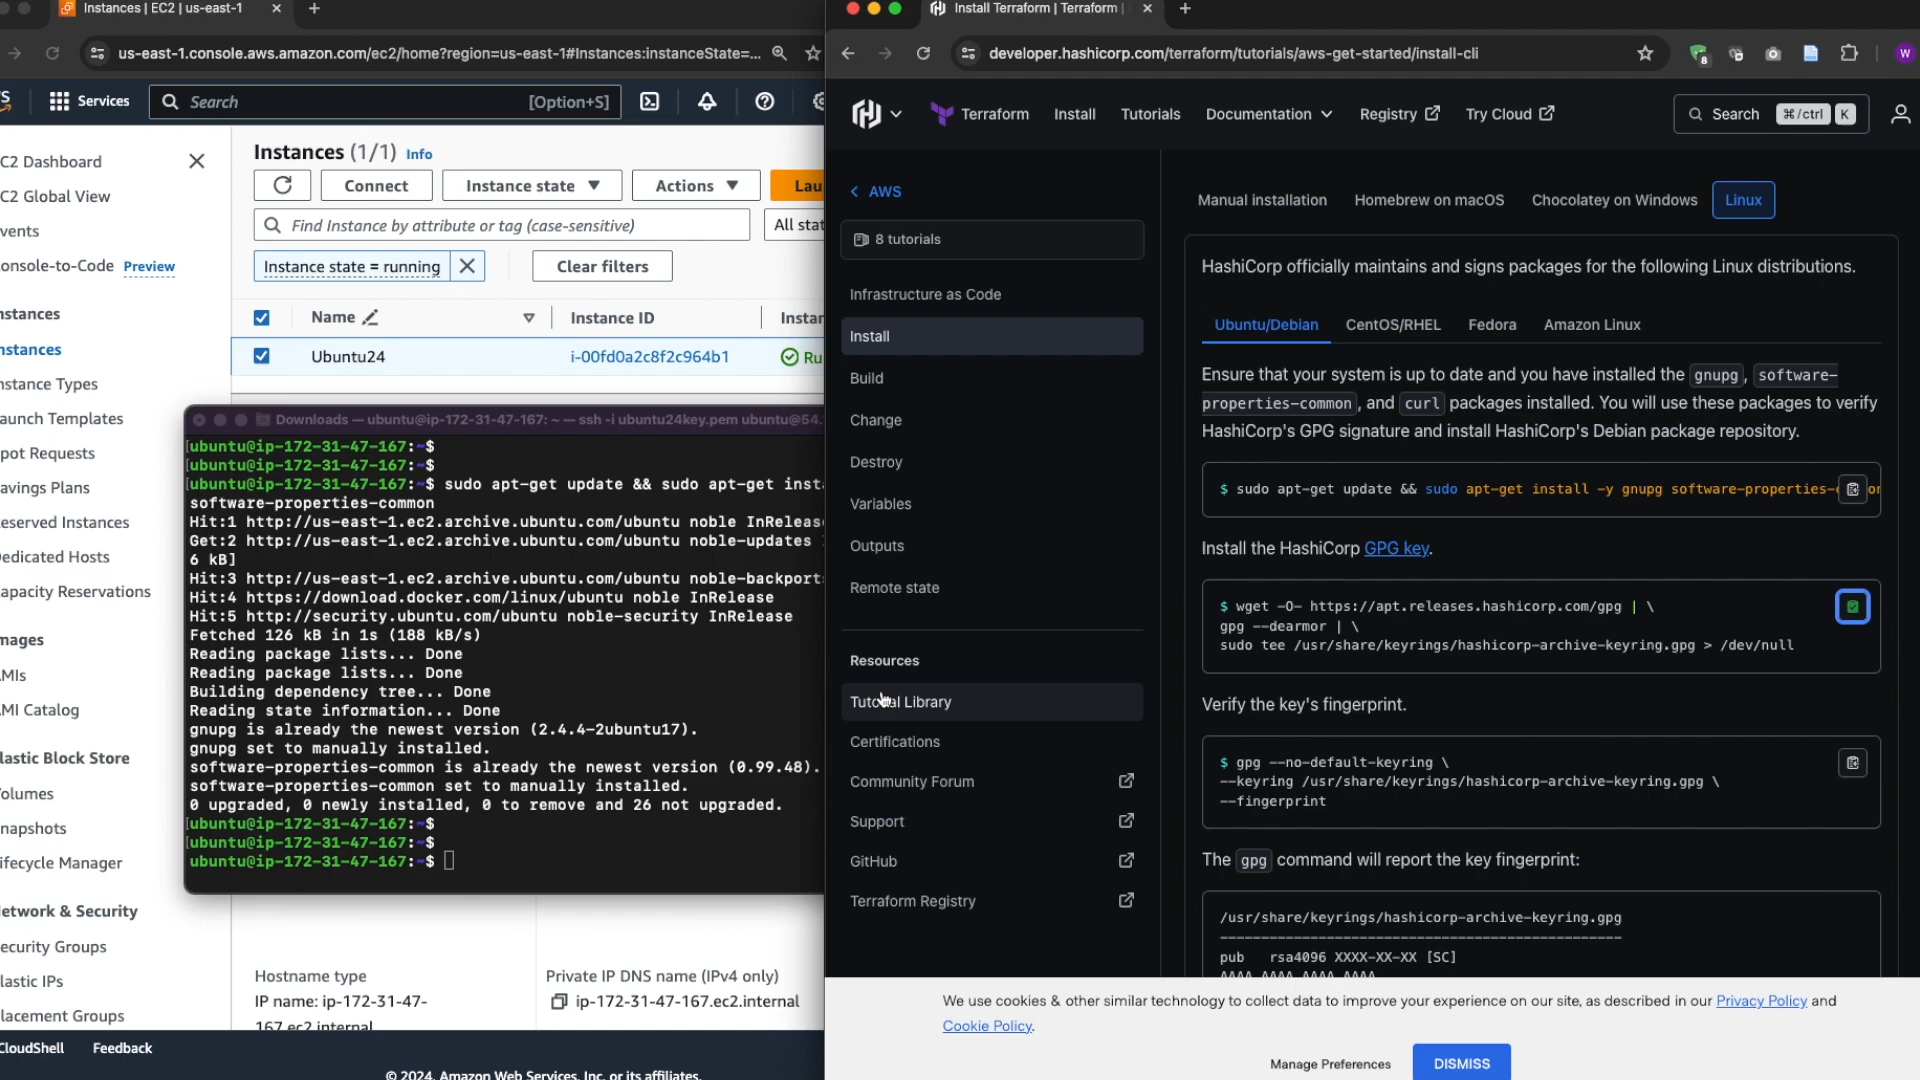 Instances | EC2 | us-east-1
us-east-1.console.aws.amazon.com/ec2/home?region=us-east-1#Instances:instanceState=...
Services
Search
[Option+S]
C2 Dashboard
C2 Global View
vents
onsole-to-Code Preview
nstances
nstances
nstance Types
aunch Templates
pot Requests
avings Plans
eserved Instances
edicated Hosts
apacity Reservations
mages
MIs
MI Catalog
lastic Block Store
olumes
napshots
ifecycle Manager
etwork & Security
ecurity Groups
lastic IPs
lacement Groups
CloudShell
Feedback
Instances (1/1) Info
Connect
Instance state
Actions
Lau
Find Instance by attribute or tag (case-sensitive)
All stat
Instance state = running
Clear filters
Name
Instance ID
Instan
Ubuntu24
i-00fd0a2c8f2c964b1
Ru
Downloads — ubuntu@ip-172-31-47-167: ~ — ssh -i ubuntu24key.pem ubuntu@54.
[ubuntu@ip-172-31-47-167:~$
[ubuntu@ip-172-31-47-167:~$
[ubuntu@ip-172-31-47-167:~$ sudo apt-get update && sudo apt-get insta
software-properties-common
Hit:1 http://us-east-1.ec2.archive.ubuntu.com/ubuntu noble InRelease
Get:2 http://us-east-1.ec2.archive.ubuntu.com/ubuntu noble-updates
6 kB]
Hit:3 http://us-east-1.ec2.archive.ubuntu.com/ubuntu noble-backports
Hit:4 https://download.docker.com/linux/ubuntu noble InRelease
Hit:5 http://security.ubuntu.com/ubuntu noble-security InRelease
Fetched 126 kB in 1s (188 kB/s)
Reading package lists... Done
Reading package lists... Done
Building dependency tree... Done
Reading state information... Done
gnupg is already the newest version (2.4.4-2ubuntu17).
gnupg set to manually installed.
software-properties-common is already the newest version (0.99.48).
software-properties-common set to manually installed.
0 upgraded, 0 newly installed, 0 to remove and 26 not upgraded.
[ubuntu@ip-172-31-47-167:~$
[ubuntu@ip-172-31-47-167:~$
ubuntu@ip-172-31-47-167:~$
Hostname type
IP name: ip-172-31-47-
167.ec2.internal
Private IP DNS name (IPv4 only)
ip-172-31-47-167.ec2.internal
© 2024, Amazon Web Services, Inc. or its affiliates.
Install Terraform | Terraform |
developer.hashicorp.com/terraform/tutorials/aws-get-started/install-cli
8
W
Terraform
Install
Tutorials
Documentation
Registry
Try Cloud
Search ⌘/ctrl K
AWS
8 tutorials
Infrastructure as Code
Install
Build
Change
Destroy
Variables
Outputs
Remote state
Resources
Tutorial Library
Certifications
Community Forum
Support
GitHub
Terraform Registry
Manual installation
Homebrew on macOS
Chocolatey on Windows
Linux
HashiCorp officially maintains and signs packages for the following Linux distributions.
Ubuntu/Debian
CentOS/RHEL
Fedora
Amazon Linux
Ensure that your system is up to date and you have installed the gnupg, software-
properties-common, and curl packages installed. You will use these packages to verify
HashiCorp's GPG signature and install HashiCorp's Debian package repository.
$ sudo apt-get update && sudo apt-get install -y gnupg software-properties-c on
Install the HashiCorp GPG key.
$ wget -O- https://apt.releases.hashicorp.com/gpg | \
gpg --dearmor | \
sudo tee /usr/share/keyrings/hashicorp-archive-keyring.gpg > /dev/null
Verify the key's fingerprint.
$ gpg --no-default-keyring \
--keyring /usr/share/keyrings/hashicorp-archive-keyring.gpg \
--fingerprint
The gpg command will report the key fingerprint:
/usr/share/keyrings/hashicorp-archive-keyring.gpg
-------------------------------------------------
pub rsa4096 XXXX-XX-XX [SC]
AAAA AAAA AAAA AAAA
We use cookies & other similar technology to collect data to improve your experience on our site, as described in our Privacy Policy and
Cookie Policy.
Manage Preferences
DISMISS